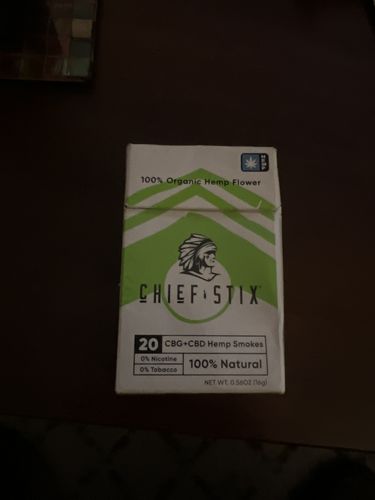 100% Organic Hemp Flower
CHIEF STIX
20 CBG+CBD Hemp Smokes
0% Nicotine
0% Tobacco
100% Natural
NET WT. 0.56OZ (16g)